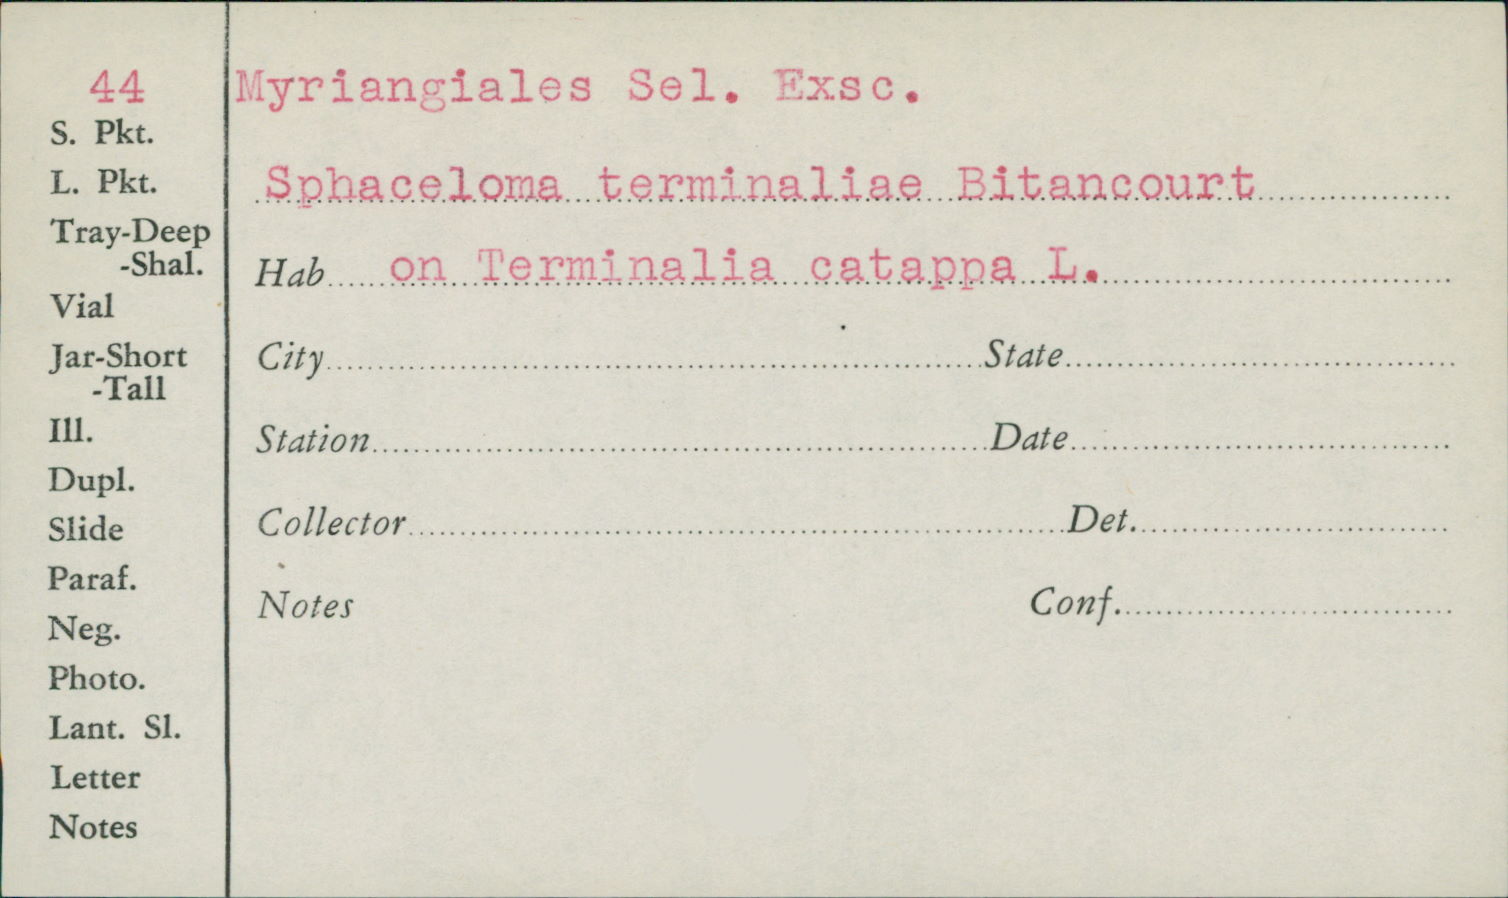 44 Myriangiales Sel. Exsc.
S. Pkt.
L. Pkt.
Sphaceloma terminaliae Bitancourt
Tray-Deep
-Shal.
Hab on Terminalia catappa L.
Vial
Jar-Short
-Tall
City State
Ill.
Station Date
Dupl.
Slide
Collector Det.
Paraf.
Neg.
Notes Conf.
Photo.
Lant. Sl.
Letter
Notes